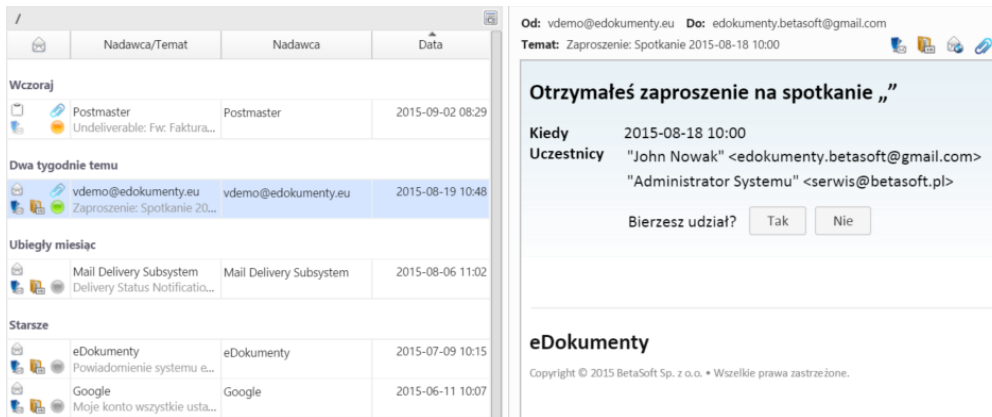 /
Nadawca/Temat Nadawca Data
Wczoraj
Postmaster Postmaster 2015-09-02 08:29
Undeliverable: Fw: Faktura...
Dwa tygodnie temu
vdemo@edokumenty.eu vdemo@edokumenty.eu 2015-08-19 10:48
Zaproszenie: Spotkanie 20...
Ubiegły miesiąc
Mail Delivery Subsystem Mail Delivery Subsystem 2015-08-06 11:02
Delivery Status Notificatio...
Starsze
eDokumenty eDokumenty 2015-07-09 10:15
Powiadomienie systemu e...
Google Google 2015-06-11 10:07
Moje konto wszystkie usta...
Od: vdemo@edokumenty.eu Do: edokumenty.betasoft@gmail.com
Temat: Zaproszenie: Spotkanie 2015-08-18 10:00
Otrzymałeś zaproszenie na spotkanie „”
Kiedy 2015-08-18 10:00
Uczestnicy "John Nowak" <edokumenty.betasoft@gmail.com>
"Administrator Systemu" <serwis@betasoft.pl>
Bierzesz udział? Tak Nie
eDokumenty
Copyright © 2015 BetaSoft Sp. z o.o. • Wszelkie prawa zastrzeżone.